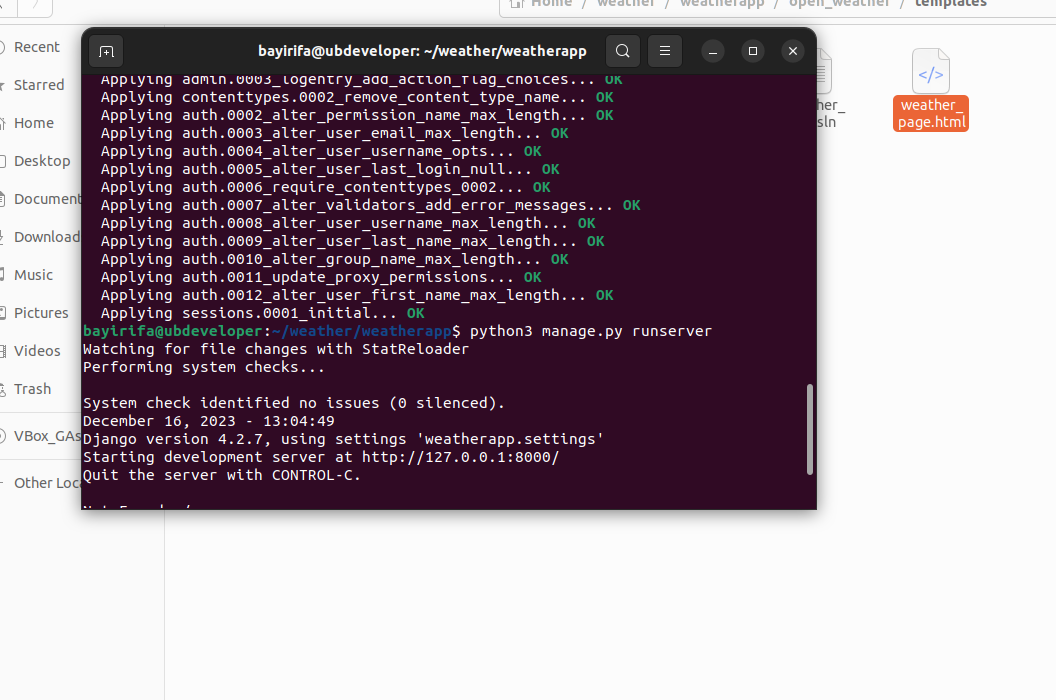 Home / weather / weatherapp / open_weather / templates
Recent
Starred
Home
Desktop
Document
Download
Music
Pictures
Videos
Trash
VBox_GAs
Other Loca
bayirifa@ubdeveloper: ~/weather/weatherapp
Applying admin.0003_logentry_add_action_flag_choices... OK
Applying contenttypes.0002_remove_content_type_name... OK
Applying auth.0002_alter_permission_name_max_length... OK
Applying auth.0003_alter_user_email_max_length... OK
Applying auth.0004_alter_user_username_opts... OK
Applying auth.0005_alter_user_last_login_null... OK
Applying auth.0006_require_contenttypes_0002... OK
Applying auth.0007_alter_validators_add_error_messages... OK
Applying auth.0008_alter_user_username_max_length... OK
Applying auth.0009_alter_user_last_name_max_length... OK
Applying auth.0010_alter_group_name_max_length... OK
Applying auth.0011_update_proxy_permissions... OK
Applying auth.0012_alter_user_first_name_max_length... OK
Applying sessions.0001_initial... OK
bayirifa@ubdeveloper:~/weather/weatherapp$ python3 manage.py runserver
Watching for file changes with StatReloader
Performing system checks...
System check identified no issues (0 silenced).
December 16, 2023 - 13:04:49
Django version 4.2.7, using settings 'weatherapp.settings'
Starting development server at http://127.0.0.1:8000/
Quit the server with CONTROL-C.
her_
sln
</>
weather_
page.html